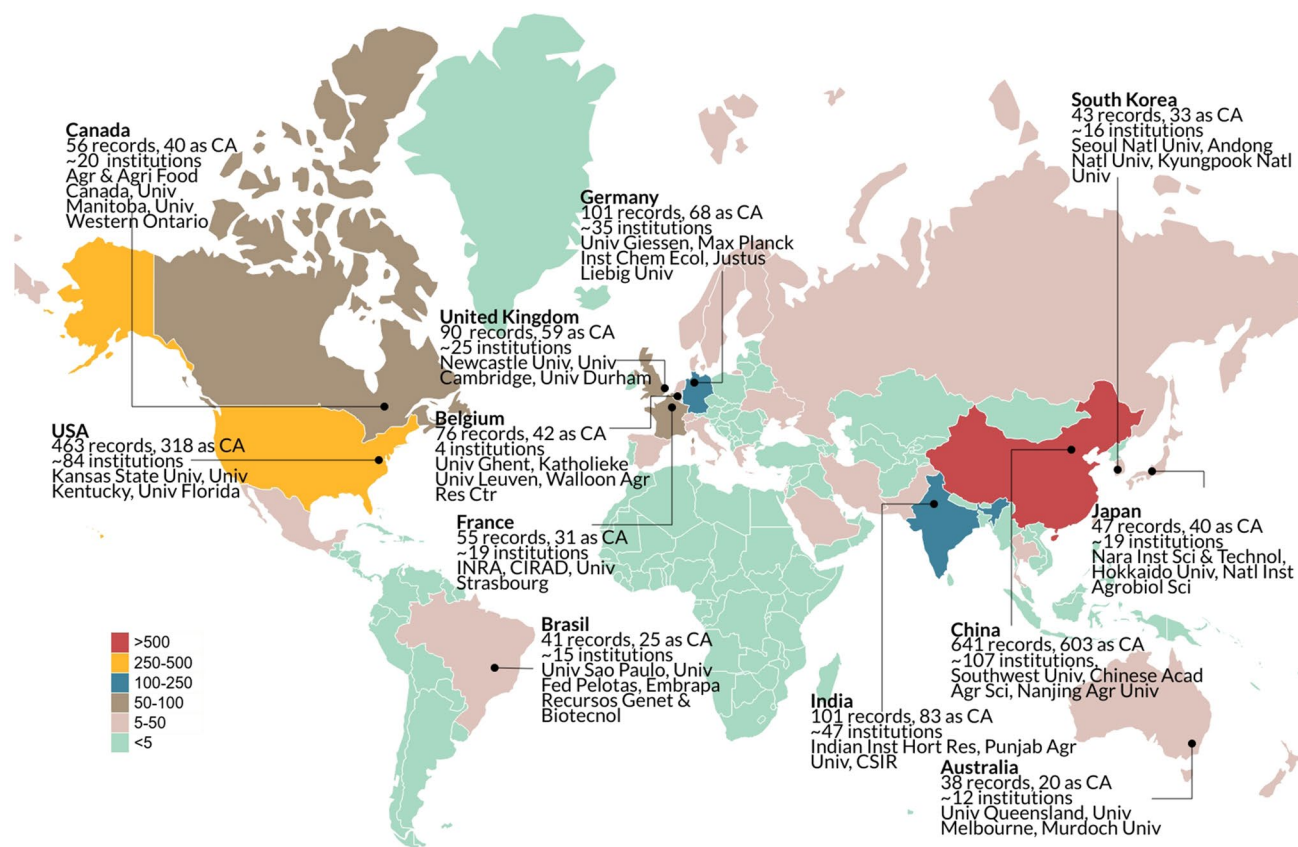 Canada
56 records, 40 as CA
~20 institutions
Agr & Agri Food
Canada, Univ
Manitoba, Univ
Western Ontario
South Korea
43 records, 33 as CA
~16 institutions
Seoul Natl Univ, Andong
Natl Univ, Kyungpook Natl
Univ
Germany
101 records, 68 as CA
~35 institutions
Univ Giessen, Max Planck
Inst Chem Ecol, Justus
Liebig Univ
United Kingdom
90 records, 59 as CA
~25 institutions
Newcastle Univ, Univ
Cambridge, Univ Durham
USA
463 records, 318 as CA
~84 institutions
Kansas State Univ, Univ
Kentucky, Univ Florida
Belgium
76 records, 42 as CA
4 institutions
Univ Ghent, Katholieke
Univ Leuven, Walloon Agr
Res Ctr
France
55 records, 31 as CA
~19 institutions
INRA, CIRAD, Univ
Strasbourg
Japan
47 records, 40 as CA
~19 institutions
Nara Inst Sci & Technol,
Hokkaido Univ, Natl Inst
Agrobiol Sci
Brasil
41 records, 25 as CA
~15 institutions
Univ Sao Paulo, Univ
Fed Pelotas, Embrapa
Recursos Genet &
Biotecnol
China
641 records, 603 as CA
~107 institutions,
Southwest Univ, Chinese Acad
Agr Sci, Nanjing Agr Univ
India
101 records, 83 as CA
~47 institutions
Indian Inst Hort Res, Punjab Agr
Univ, CSIR
Australia
38 records, 20 as CA
~12 institutions
Univ Queensland, Univ
Melbourne, Murdoch Univ
>500
250-500
100-250
50-100
5-50
<5